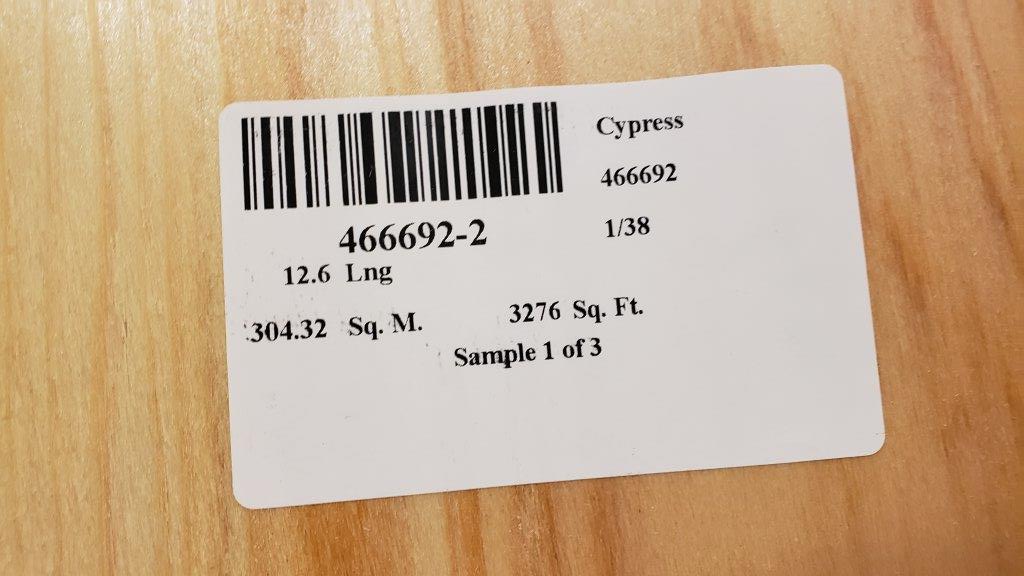 Cypress
466692
466692-2
1/38
12.6 Lng
304.32 Sq. M.
3276 Sq. Ft.
Sample 1 of 3